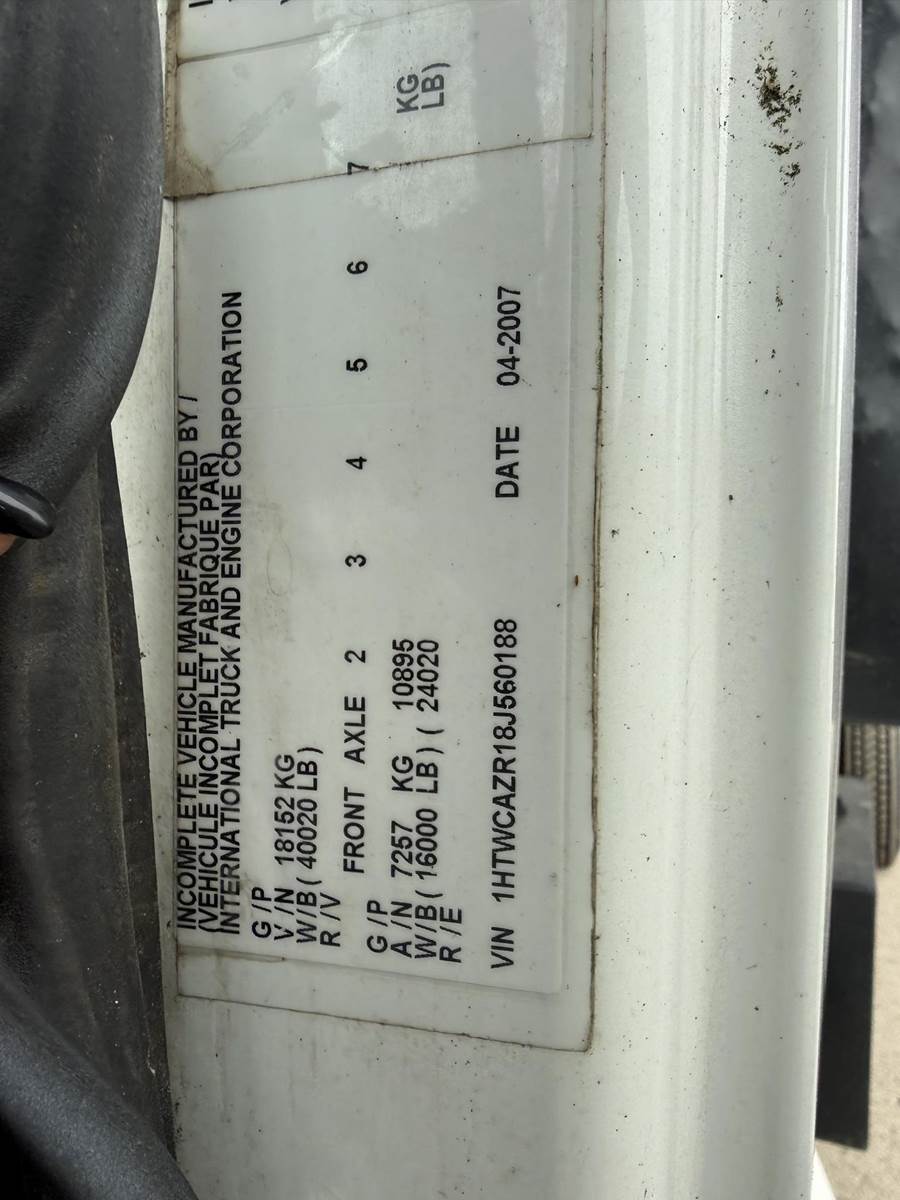 INCOMPLETE VEHICLE MANUFACTURED BY /
(VEHICULE INCOMPLET FABRIQUE PAR)
INTERNATIONAL TRUCK AND ENGINE CORPORATION
G /P
V /N 18152 KG
W/B ( 40020 LB )
R /V
FRONT AXLE 2 3 4 5 6 7
G /P
A /N 7257 KG 10895 KG
W/B ( 16000 LB ) ( 24020 LB )
R /E
VIN 1HTWCAZR18J560188 DATE 04-2007